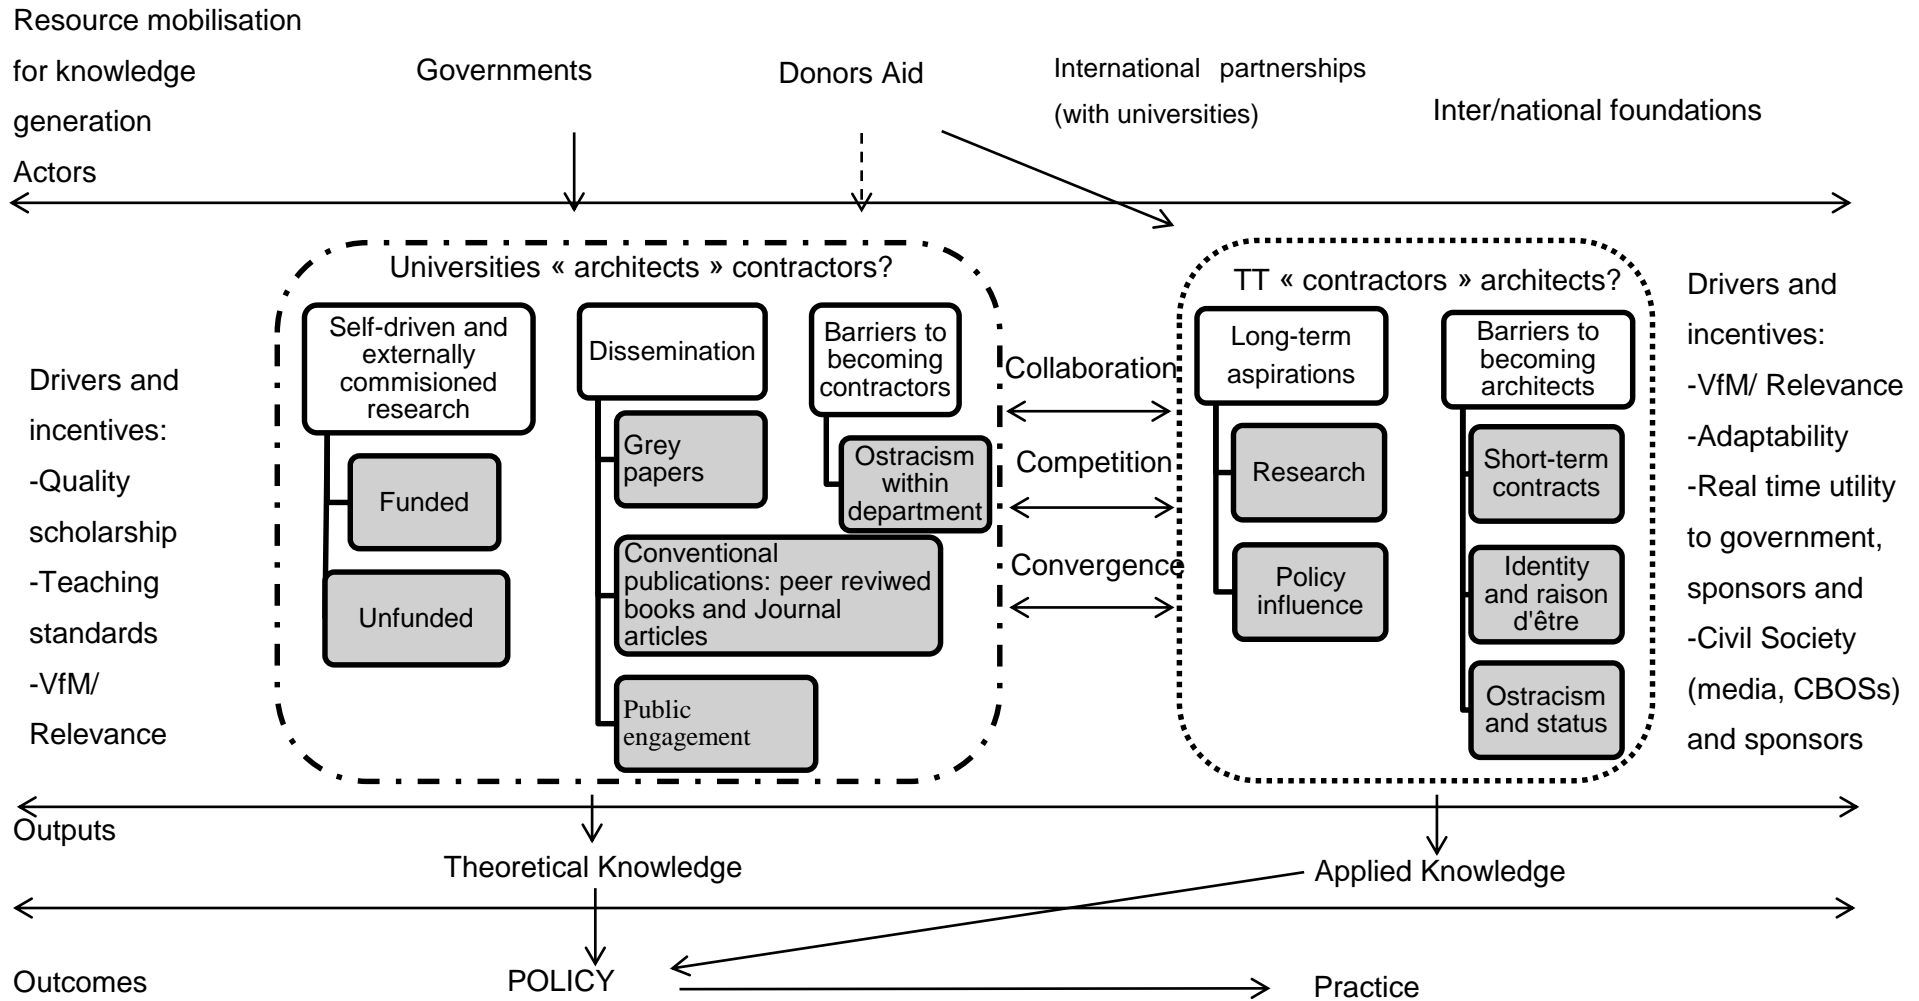 Resource mobilisation
for knowledge
generation
Actors
Governments
Donors Aid
International partnerships
(with universities)
Inter/national foundations
Drivers and
incentives:
-Quality
scholarship
-Teaching
standards
-VfM/
Relevance
Universities « architects » contractors?
Self-driven and
externally
commisioned
research
Funded
Unfunded
Dissemination
Grey
papers
Conventional
publications: peer reviwed
books and Journal
articles
Public
engagement
Barriers to
becoming
contractors
Ostracism
within
department
Collaboration
Competition
Convergence
TT « contractors » architects?
Long-term
aspirations
Research
Policy
influence
Barriers to
becoming
architects
Short-term
contracts
Identity
and raison
d'être
Ostracism
and status
Drivers and
incentives:
-VfM/ Relevance
-Adaptability
-Real time utility
to government,
sponsors and
-Civil Society
(media, CBOSs)
and sponsors
Outputs
Theoretical Knowledge
Applied Knowledge
Outcomes
POLICY
Practice